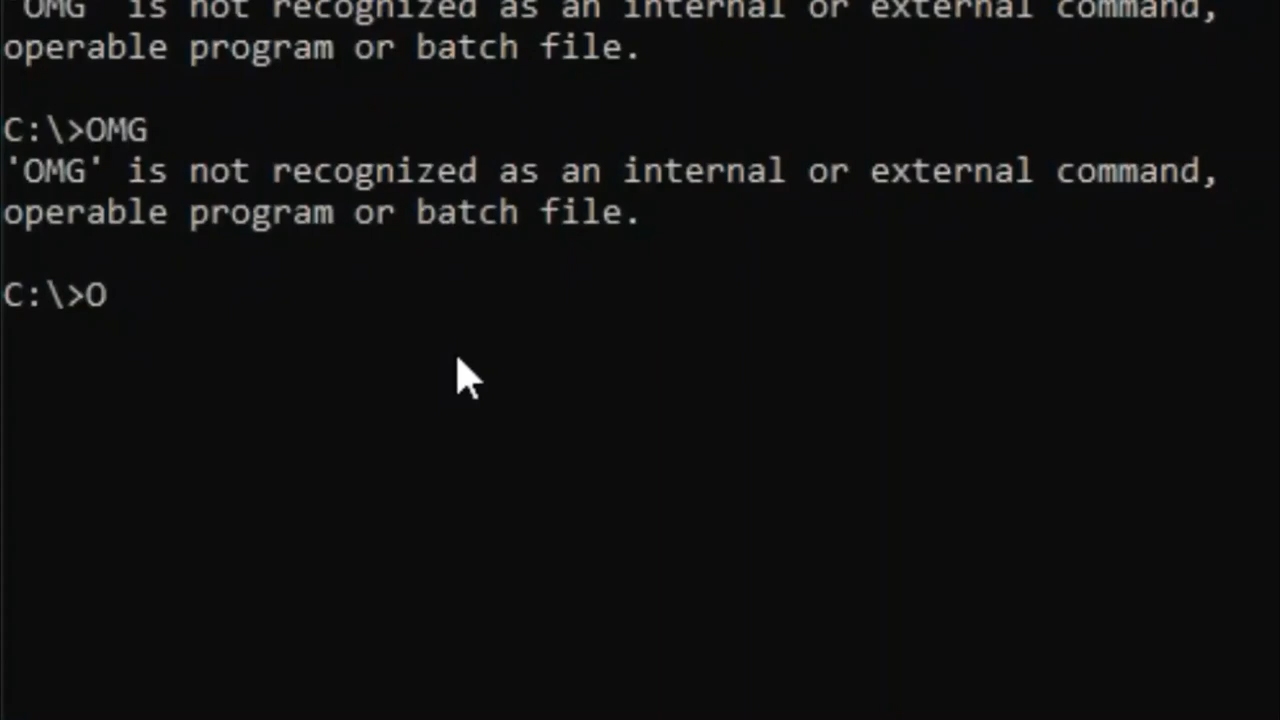 'OMG' is not recognized as an internal or external command,
operable program or batch file.
C:\>OMG
'OMG' is not recognized as an internal or external command,
operable program or batch file.
C:\>O